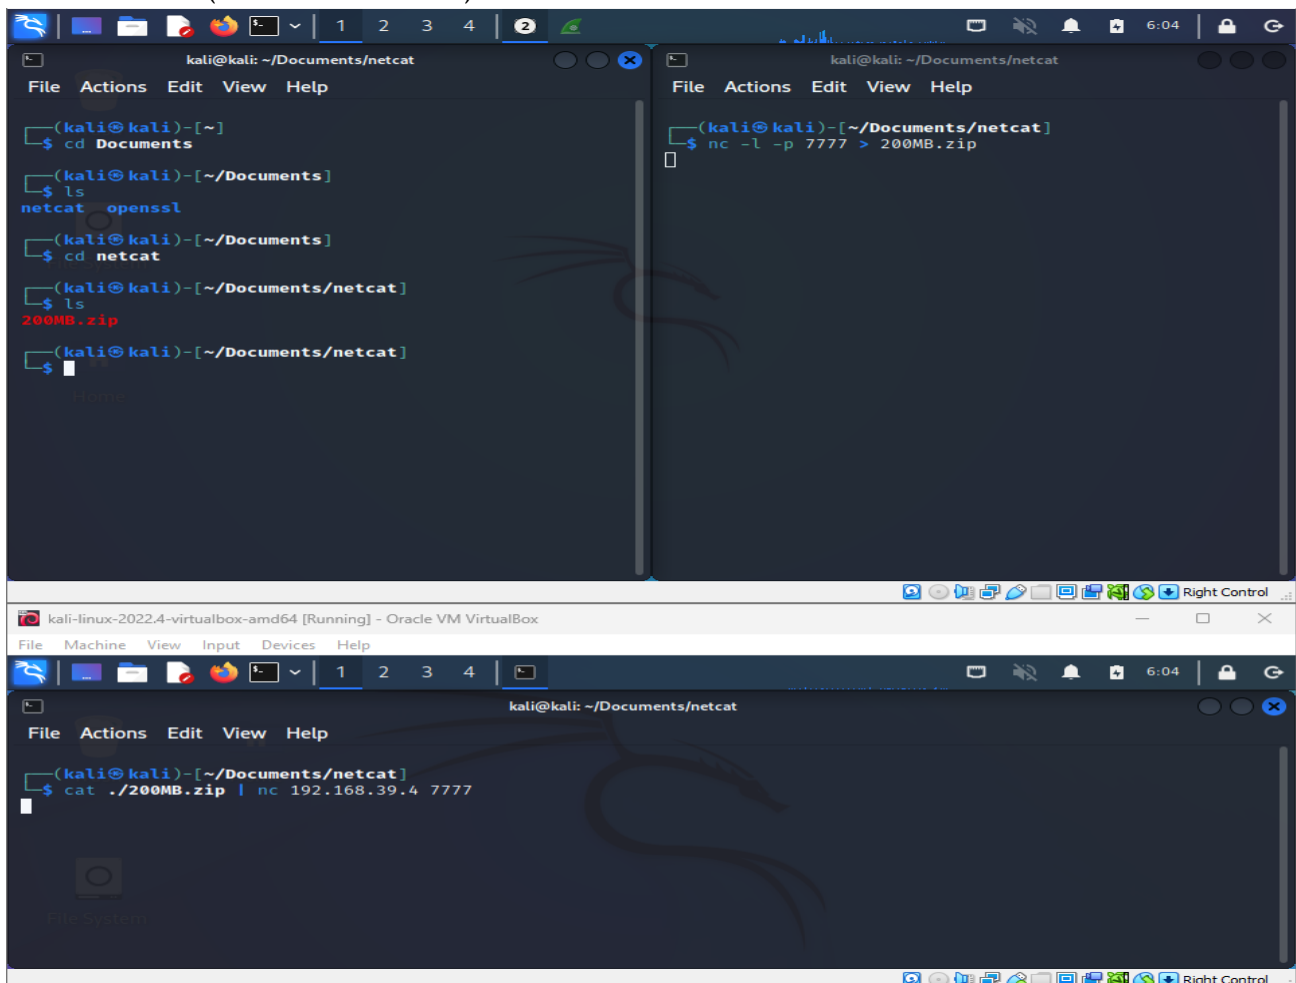 1 2 3 4 2 6:04
kali@kali: ~/Documents/netcat
File Actions Edit View Help
┌──(kali㉿kali)-[~]
└─$ cd Documents
┌──(kali㉿kali)-[~/Documents]
└─$ ls
netcat openssl
┌──(kali㉿kali)-[~/Documents]
└─$ cd netcat
┌──(kali㉿kali)-[~/Documents/netcat]
└─$ ls
200MB.zip
┌──(kali㉿kali)-[~/Documents/netcat]
└─$
Home
kali@kali: ~/Documents/netcat
File Actions Edit View Help
┌──(kali㉿kali)-[~/Documents/netcat]
└─$ nc -l -p 7777 > 200MB.zip
Right Control
kali-linux-2022.4-virtualbox-amd64 [Running] - Oracle VM VirtualBox
File Machine View Input Devices Help
1 2 3 4 6:04
kali@kali: ~/Documents/netcat
File Actions Edit View Help
┌──(kali㉿kali)-[~/Documents/netcat]
└─$ cat ./200MB.zip | nc 192.168.39.4 7777
File System
Right Control